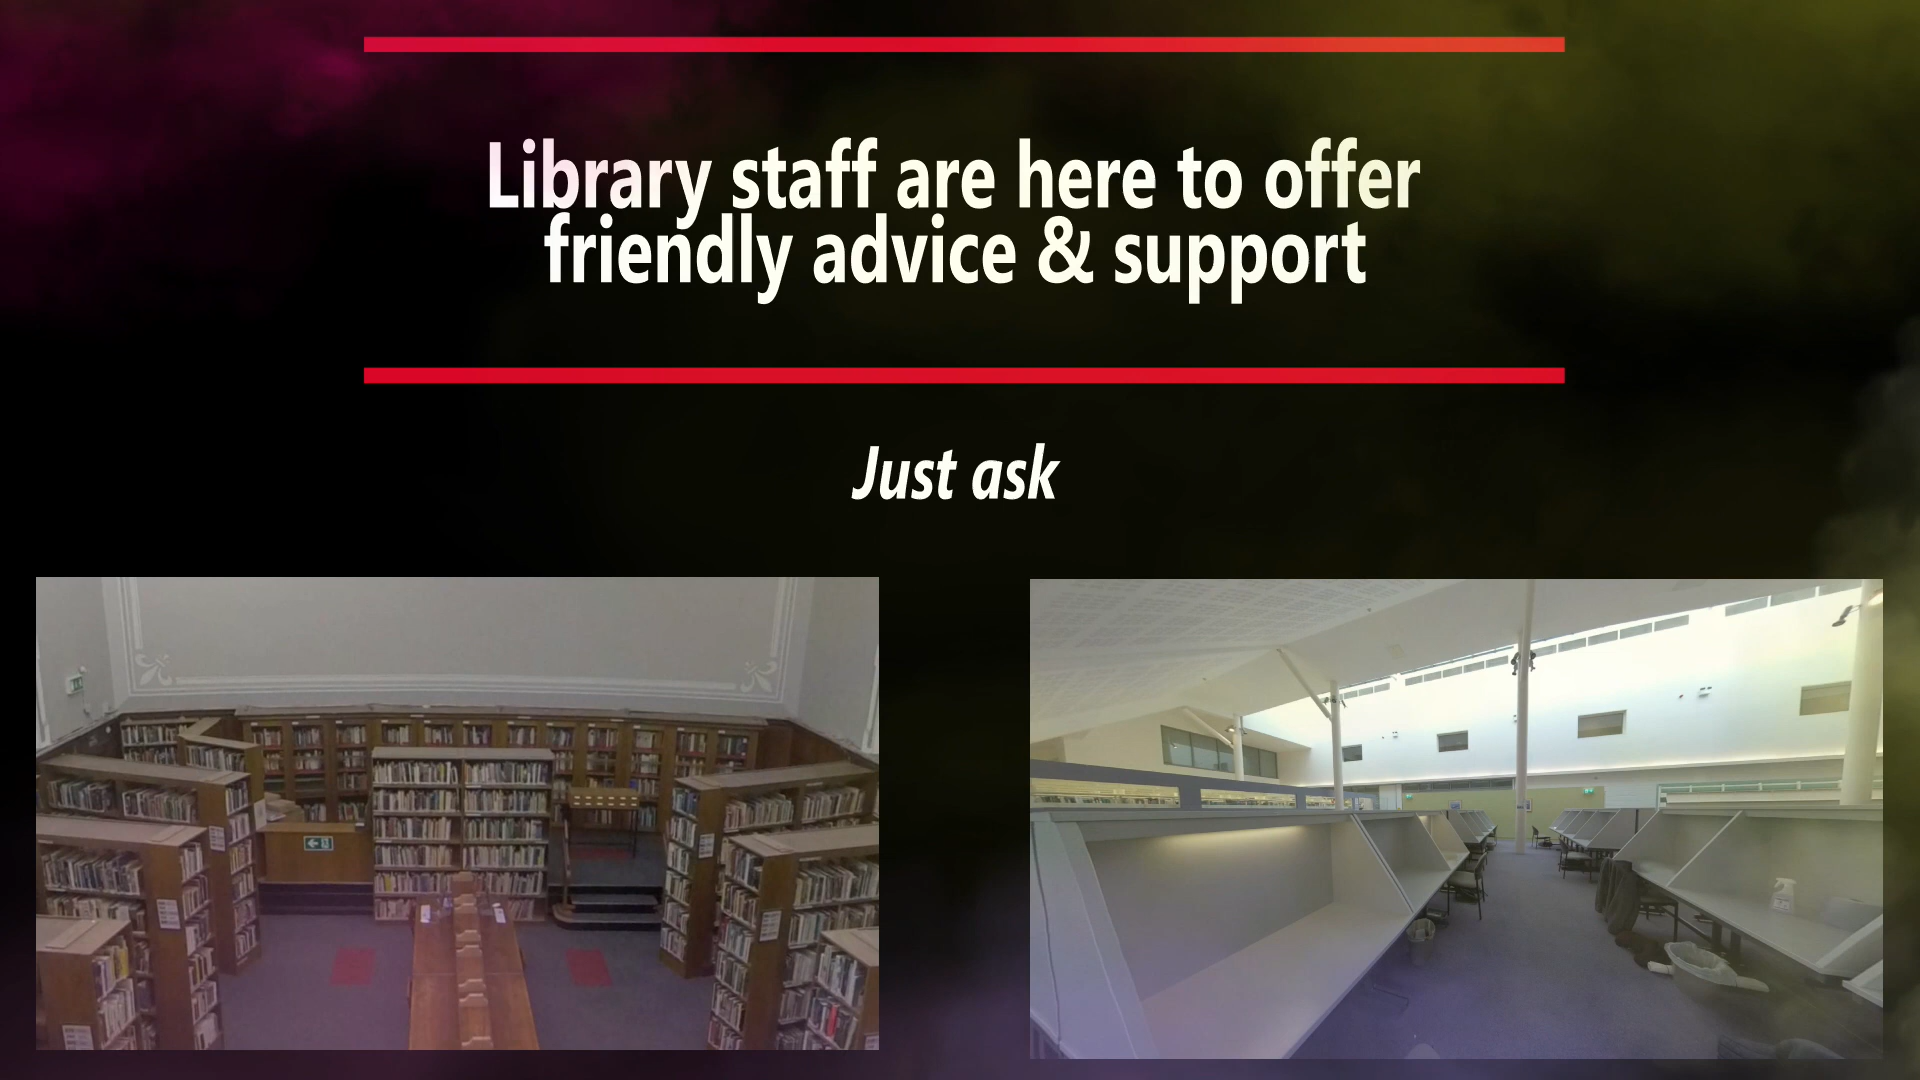 Library staff are here to offer
friendly advice & support
Just ask